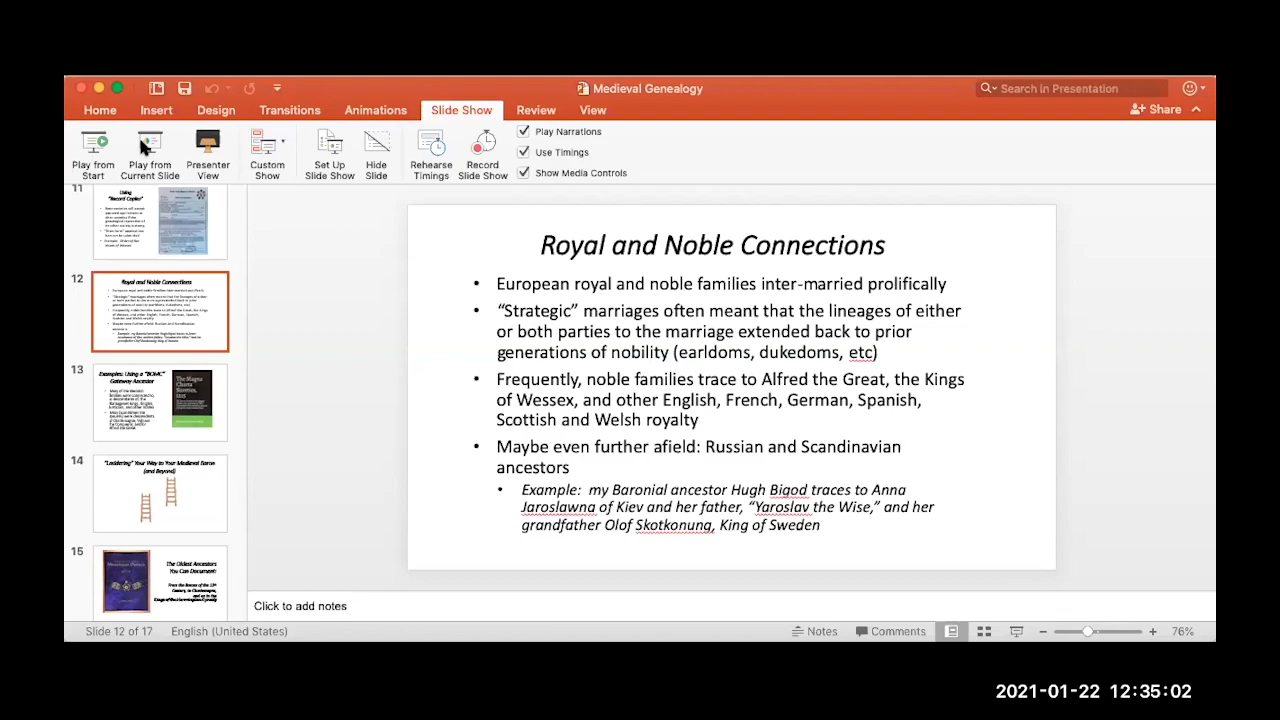 Medieval Genealogy
Search in Presentation
Home Insert Design Transitions Animations Slide Show Review View
Share
Play from Start
Play from Current Slide
Presenter View
Custom Show
Set Up Slide Show
Hide Slide
Rehearse Timings
Record Slide Show
Play Narrations
Use Timings
Show Media Controls
11
Using
"Record Copies"
12
Royal and Noble Connections
13
Examples: Using a "BOMC"
Gateway Ancestor
The Magna
Charta
Sureties,
1215
14
"Laddering" Your Way to Your Medieval Baron
(and Beyond)
15
The Oldest Ancestors
You Can Document:
Royal and Noble Connections
• European royal and noble families inter-married prolifically
• “Strategic” marriages often meant that the lineages of either
or both parties to the marriage extended back to prior
generations of nobility (earldoms, dukedoms, etc)
• Frequently, noble families trace to Alfred the Great, the Kings
of Wessex, and other English, French, German, Spanish,
Scottish and Welsh royalty
• Maybe even further afield: Russian and Scandinavian
ancestors
• Example: my Baronial ancestor Hugh Bigod traces to Anna
Jaroslawna of Kiev and her father, “Yaroslav the Wise,” and her
grandfather Olof Skotkonung, King of Sweden
Click to add notes
Slide 12 of 17 English (United States) Notes Comments 76%
2021-01-22 12:35:02